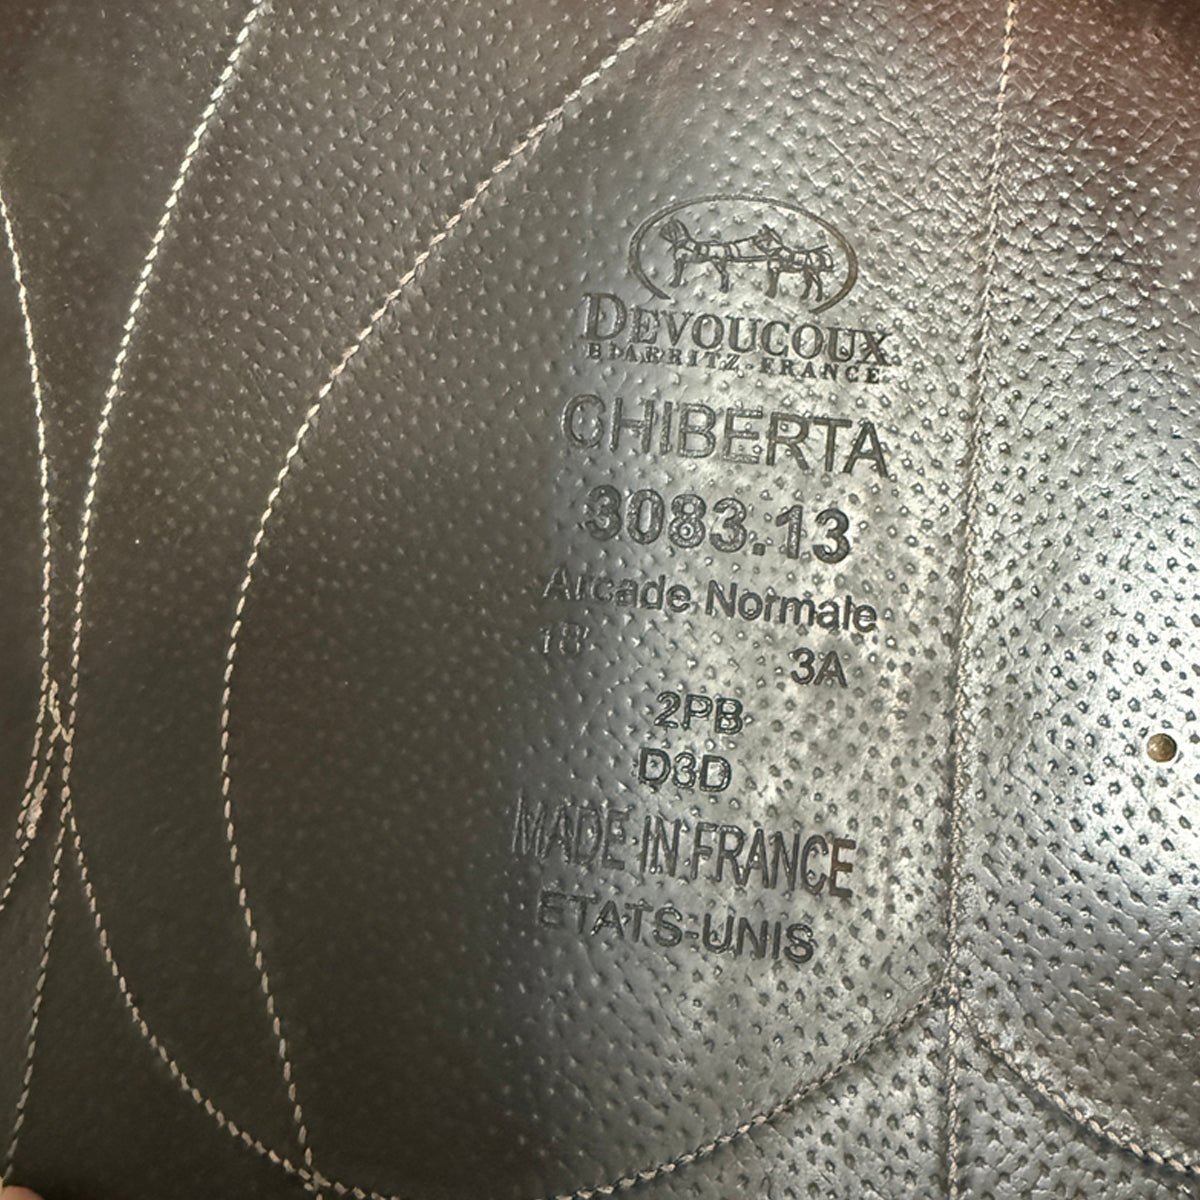 DEVOUCOUX
BIARRITZ-FRANCE
CHIBERTA
3083.13
Arcade Normale
18 3A
2PB
D3D
MADE IN FRANCE
ETATS-UNIS